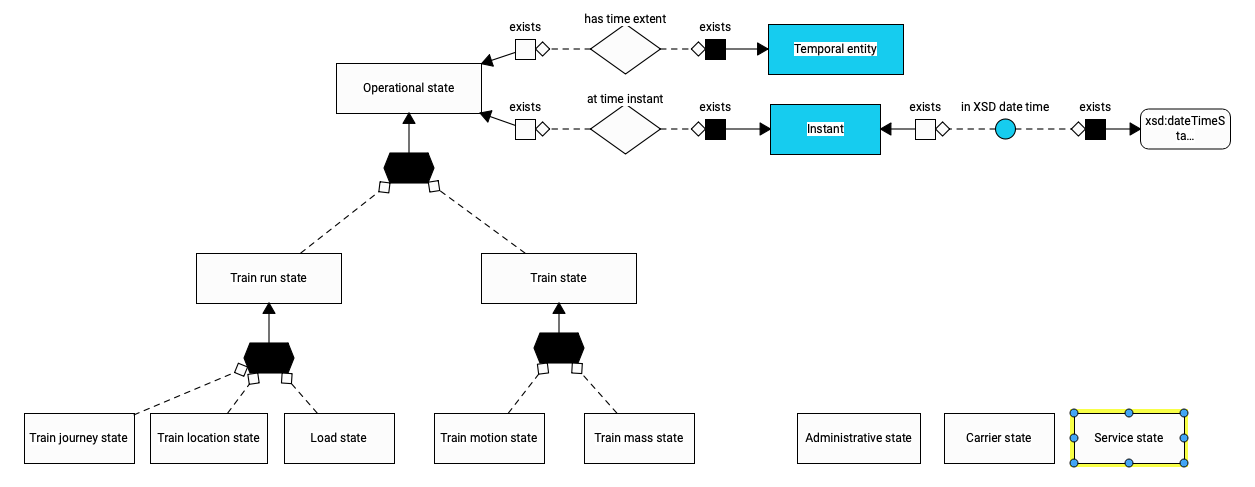 has time extent
exists
exists
Temporal entity
Operational state
exists
at time instant
exists
Instant
exists
in XSD date time
exists
xsd:dateTimeS
ta...
Train run state
Train state
Train journey state
Train location state
Load state
Train motion state
Train mass state
Administrative state
Carrier state
Service state